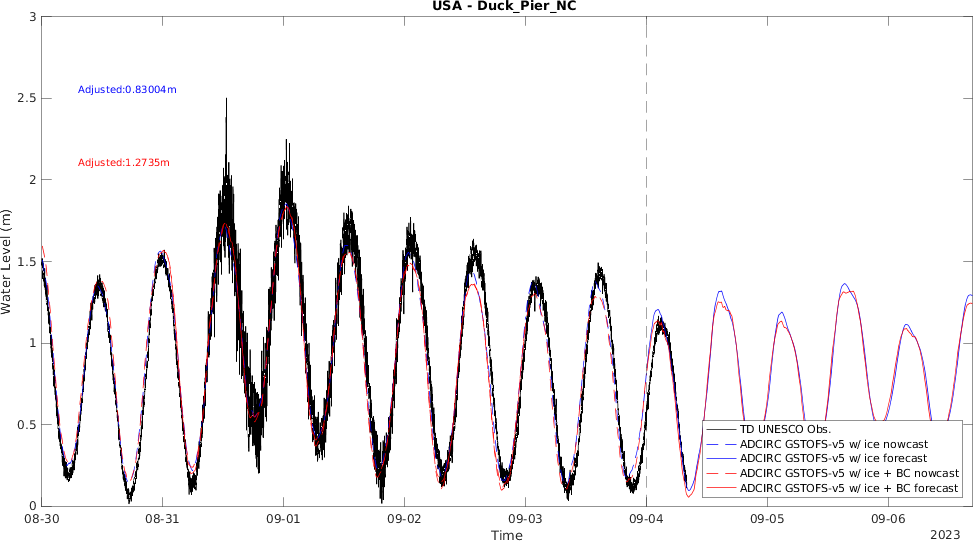 USA - Duck_Pier_NC
Adjusted:0.83004m
Adjusted:1.2735m
Water Level (m)
3
2.5
2
1.5
1
0.5
0
08-30 08-31 09-01 09-02 09-03 09-04 09-05 09-06
Time
2023
TD UNESCO Obs.
ADCIRC GSTOFS-v5 w/ ice nowcast
ADCIRC GSTOFS-v5 w/ ice forecast
ADCIRC GSTOFS-v5 w/ ice + BC nowcast
ADCIRC GSTOFS-v5 w/ ice + BC forecast